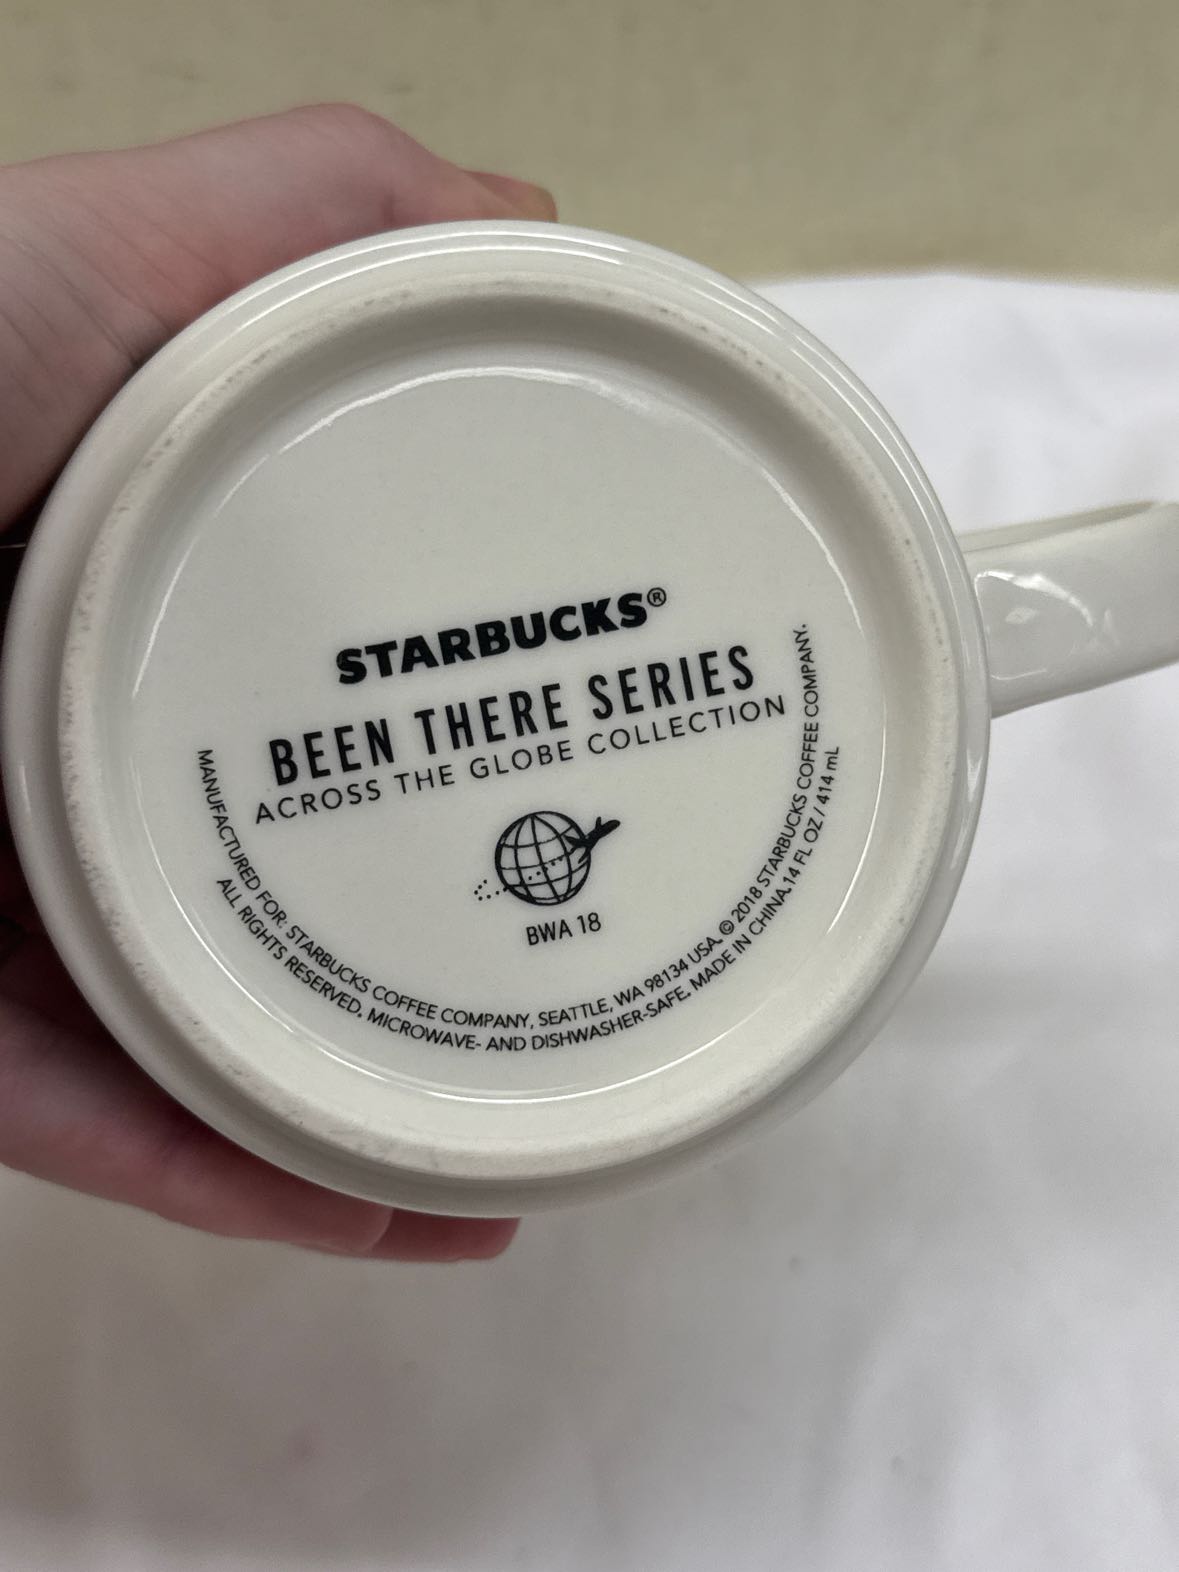 STARBUCKS®
BEEN THERE SERIES
ACROSS THE GLOBE COLLECTION
BWA 18
MANUFACTURED FOR: STARBUCKS COFFEE COMPANY, SEATTLE, WA 98134 USA. © 2018 STARBUCKS COFFEE COMPANY.
ALL RIGHTS RESERVED. MICROWAVE- AND DISHWASHER-SAFE. MADE IN CHINA. 14 FL OZ / 414 mL